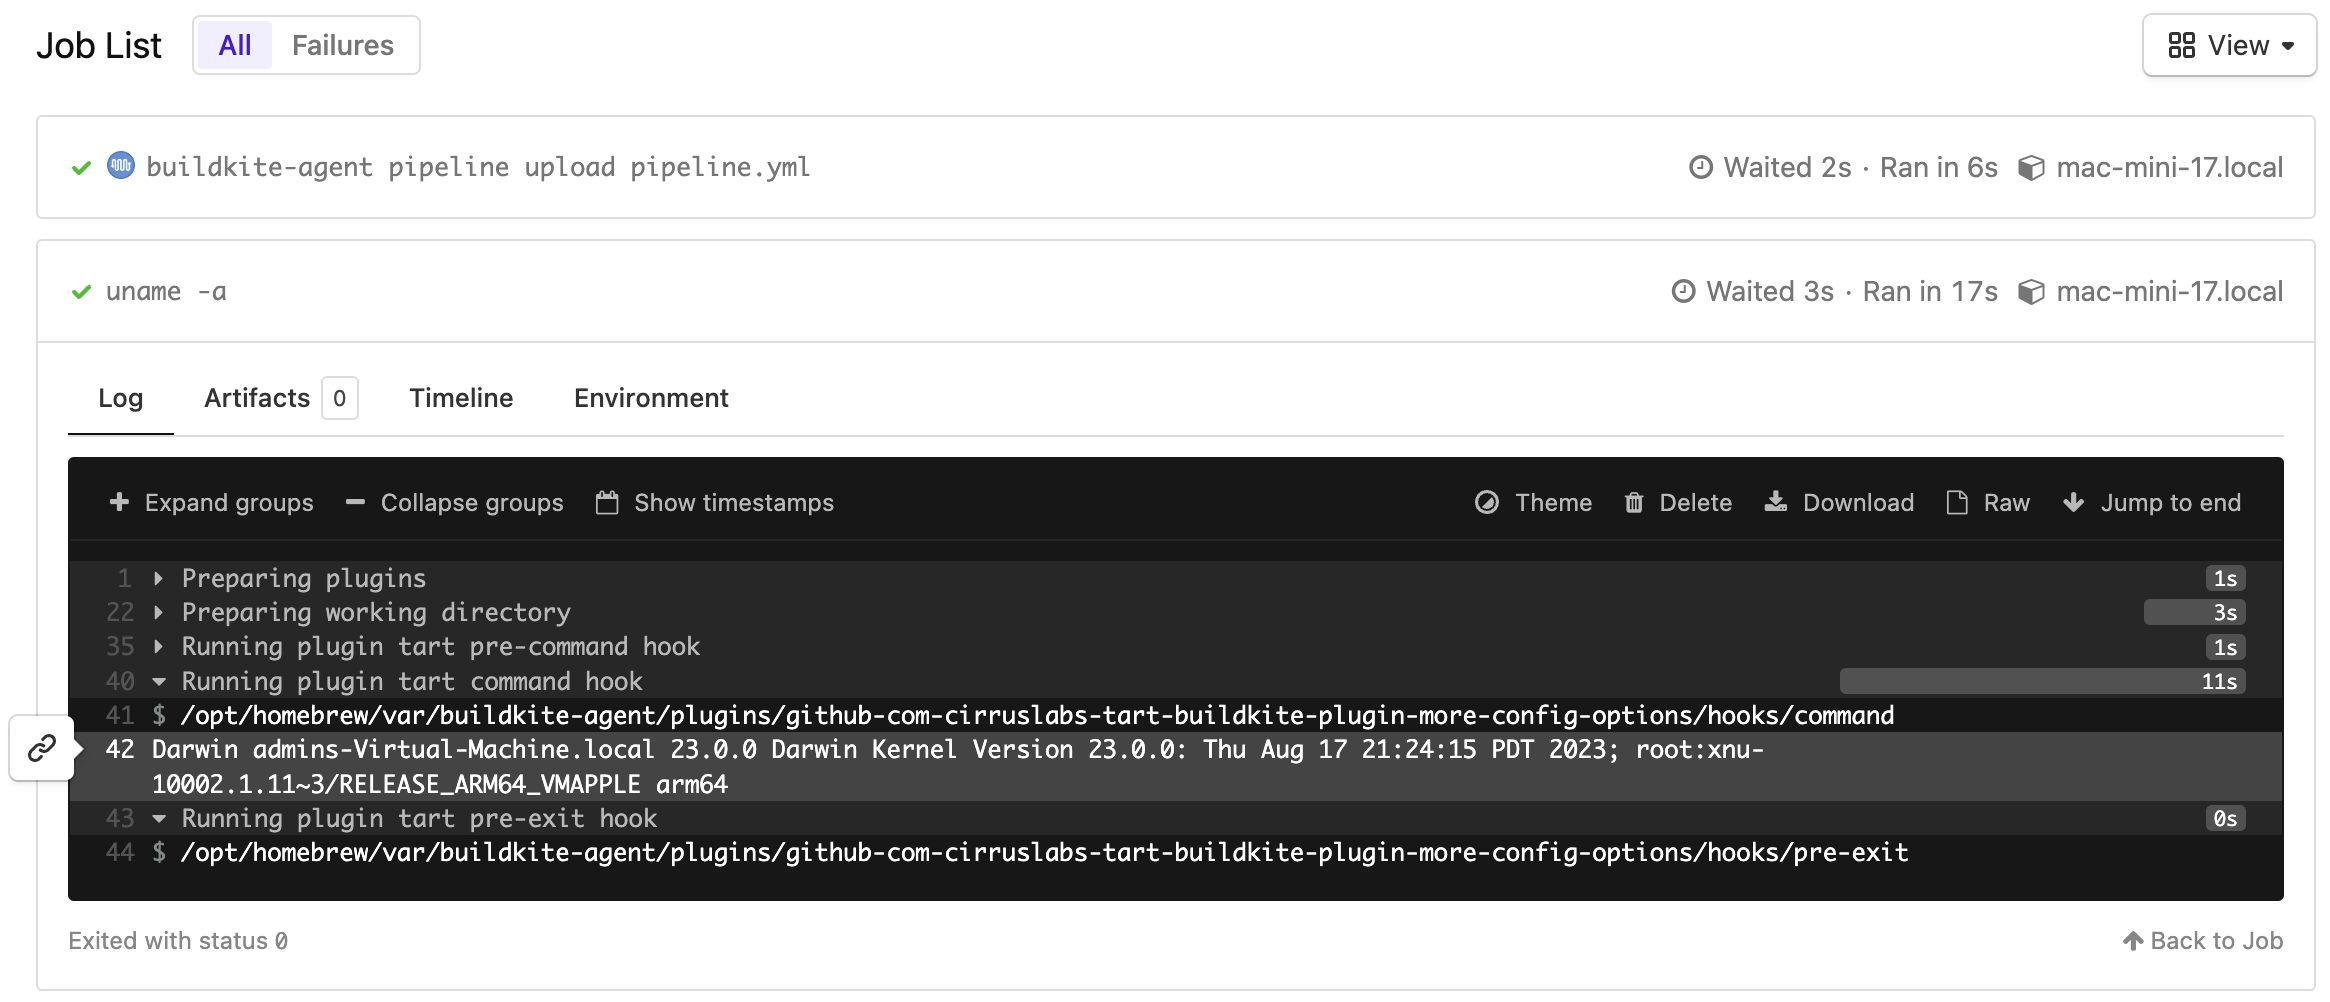 Job List All Failures View
buildkite-agent pipeline upload pipeline.yml Waited 2s · Ran in 6s mac-mini-17.local
uname -a Waited 3s · Ran in 17s mac-mini-17.local
Log Artifacts 0 Timeline Environment
Expand groups Collapse groups Show timestamps Theme Delete Download Raw Jump to end
1 Preparing plugins 1s
22 Preparing working directory 3s
35 Running plugin tart pre-command hook 1s
40 Running plugin tart command hook 11s
41 $ /opt/homebrew/var/buildkite-agent/plugins/github-com-cirruslabs-tart-buildkite-plugin-more-config-options/hooks/command
42 Darwin admins-Virtual-Machine.local 23.0.0 Darwin Kernel Version 23.0.0: Thu Aug 17 21:24:15 PDT 2023; root:xnu-
10002.1.11~3/RELEASE_ARM64_VMAPPLE arm64
43 Running plugin tart pre-exit hook 0s
44 $ /opt/homebrew/var/buildkite-agent/plugins/github-com-cirruslabs-tart-buildkite-plugin-more-config-options/hooks/pre-exit
Exited with status 0 Back to Job